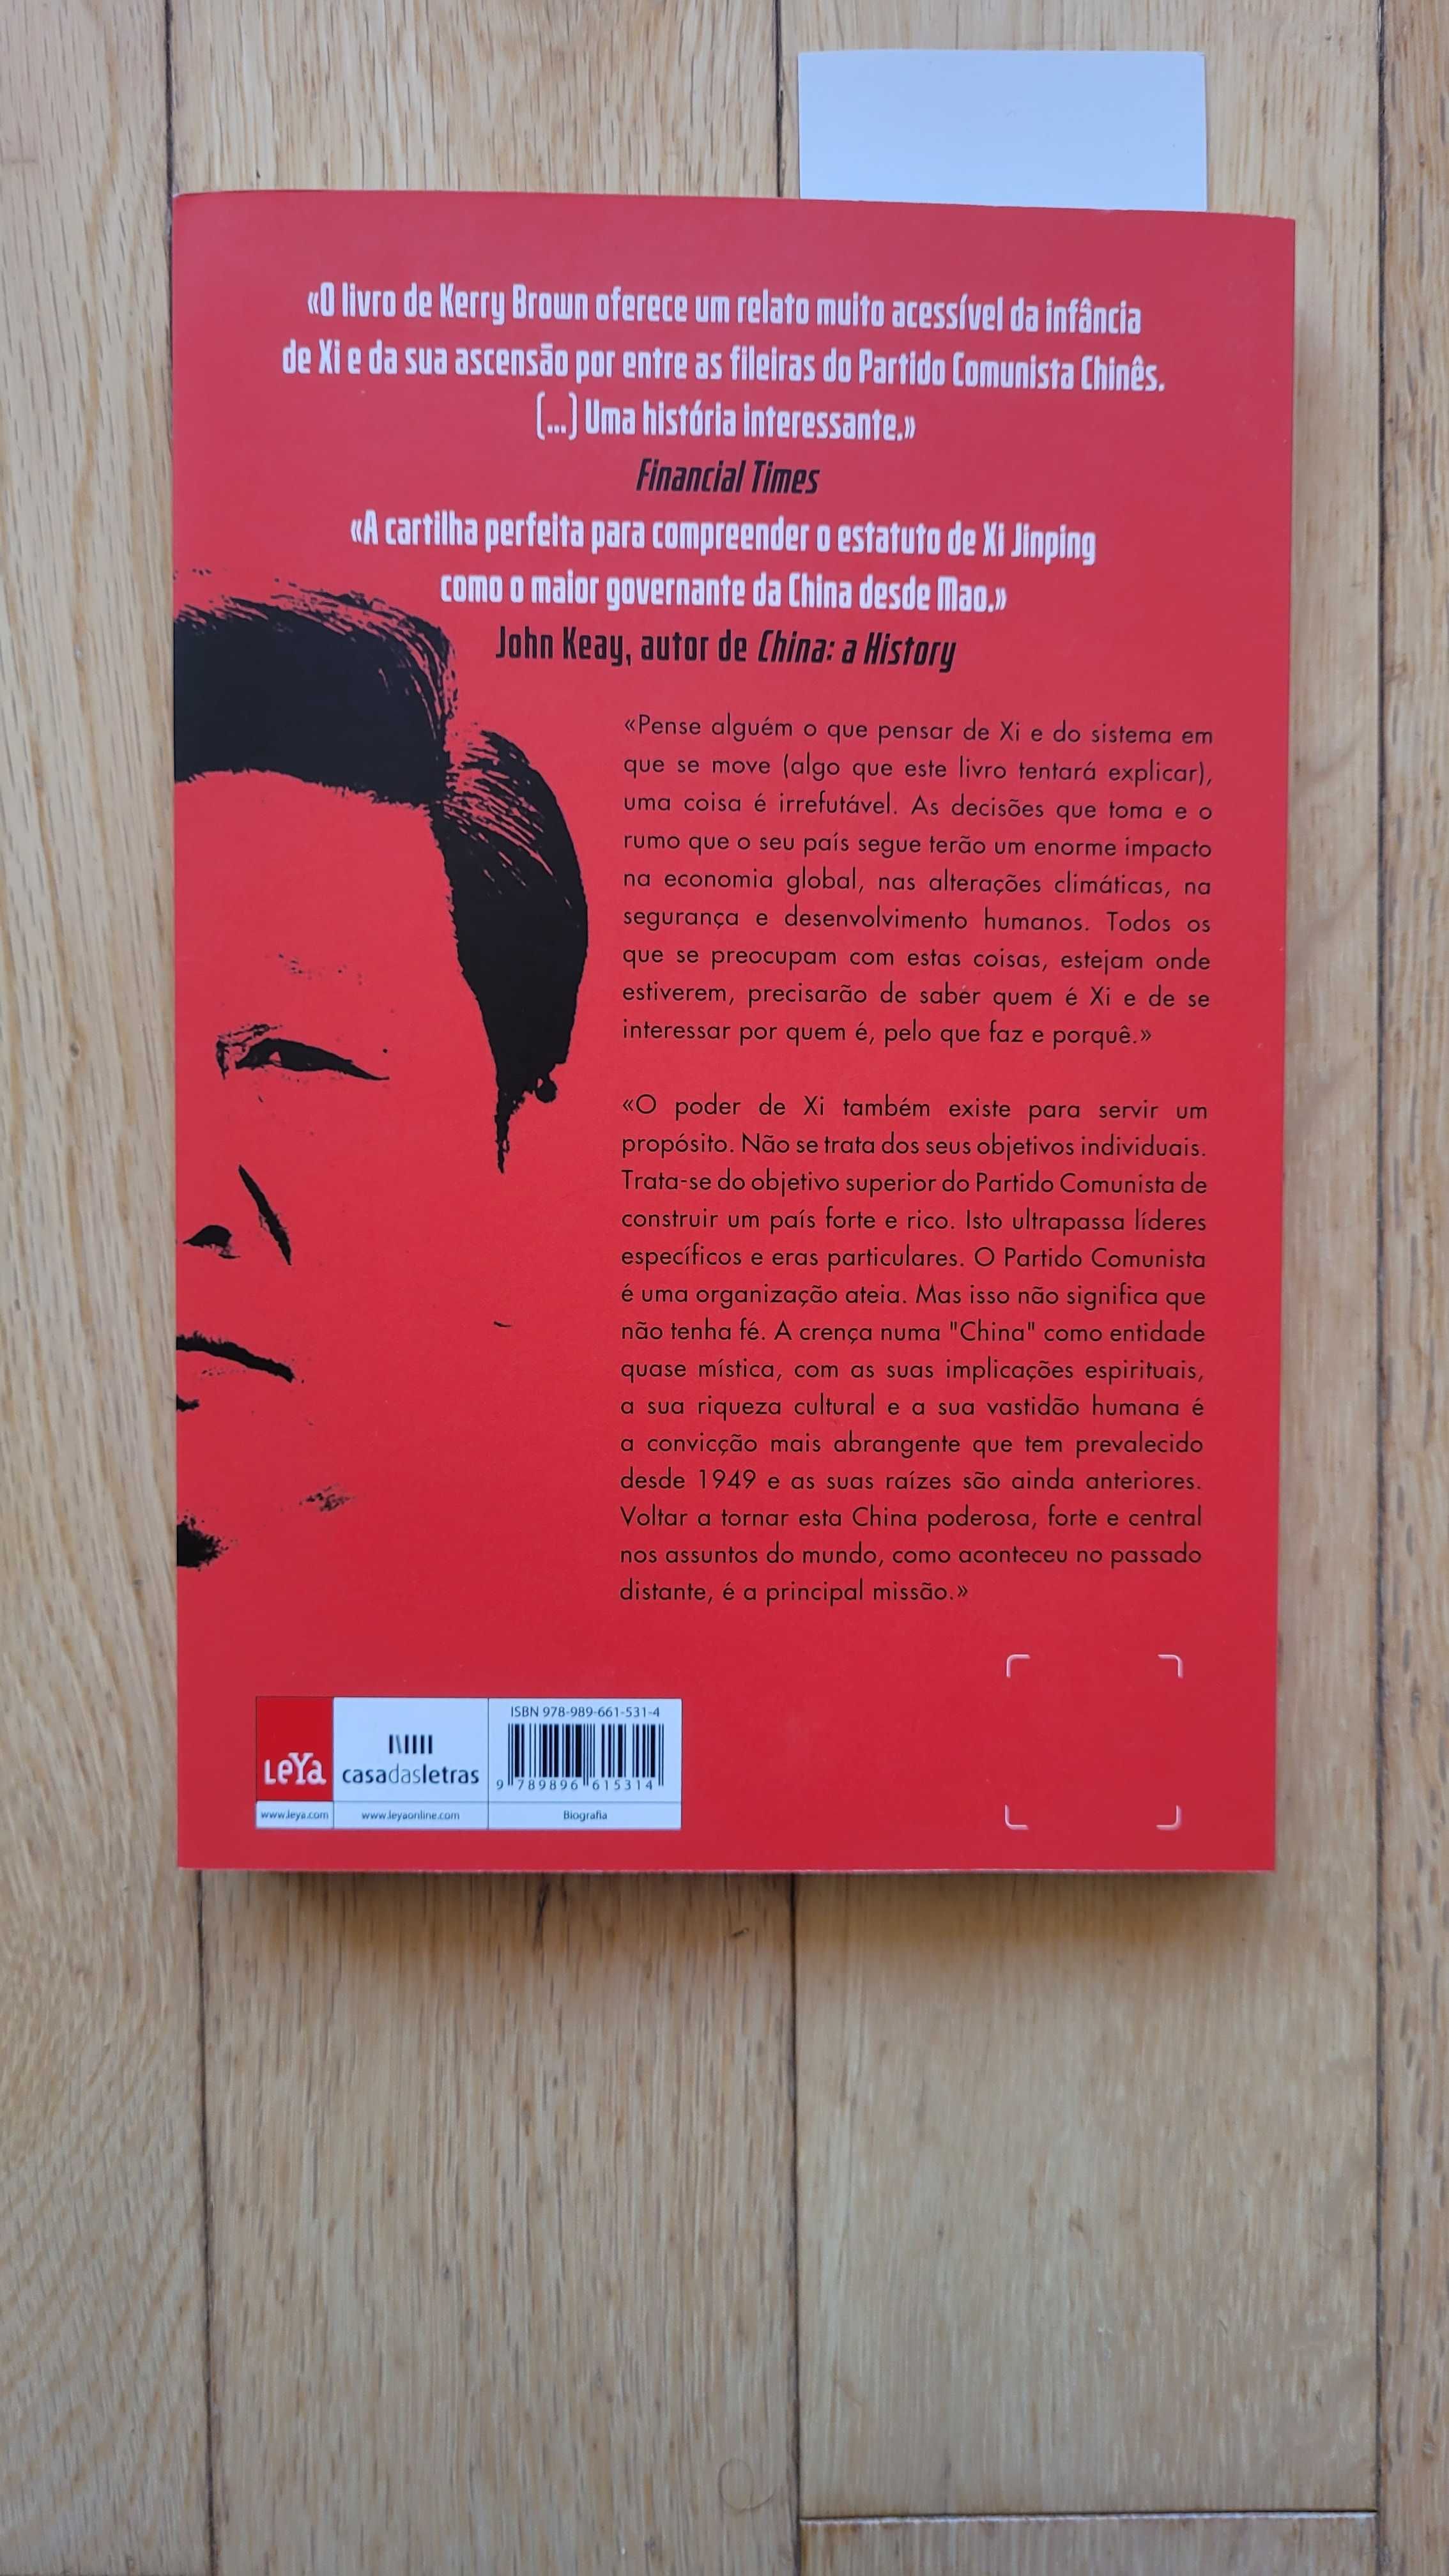 «O livro de Kerry Brown oferece um relato muito acessível da infância
de Xi e da sua ascensão por entre as fileiras do Partido Comunista Chinês.
(...) Uma história interessante.»
Financial Times
«A cartilha perfeita para compreender o estatuto de Xi Jinping
como o maior governante da China desde Mao.»
John Keay, autor de China: a History
«Pense alguém o que pensar de Xi e do sistema em
que se move (algo que este livro tentará explicar),
uma coisa é irrefutável. As decisões que toma e o
rumo que o seu país segue terão um enorme impacto
na economia global, nas alterações climáticas, na
segurança e desenvolvimento humanos. Todos os
que se preocupam com estas coisas, estejam onde
estiverem, precisarão de saber quem é Xi e de se
interessar por quem é, pelo que faz e porquê.»
«O poder de Xi também existe para servir um
propósito. Não se trata dos seus objetivos individuais.
Trata-se do objetivo superior do Partido Comunista de
construir um país forte e rico. Isto ultrapassa líderes
específicos e eras particulares. O Partido Comunista
é uma organização ateia. Mas isso não significa que
não tenha fé. A crença numa "China" como entidade
quase mística, com as suas implicações espirituais,
a sua riqueza cultural e a sua vastidão humana é
a convicção mais abrangente que tem prevalecido
desde 1949 e as suas raízes são ainda anteriores.
Voltar a tornar esta China poderosa, forte e central
nos assuntos do mundo, como aconteceu no passado
distante, é a principal missão.»
LeYa
www.leya.com
casadasletras
www.leyaonline.com
ISBN 978-989-661-531-4
9 789896 615314
Biografia